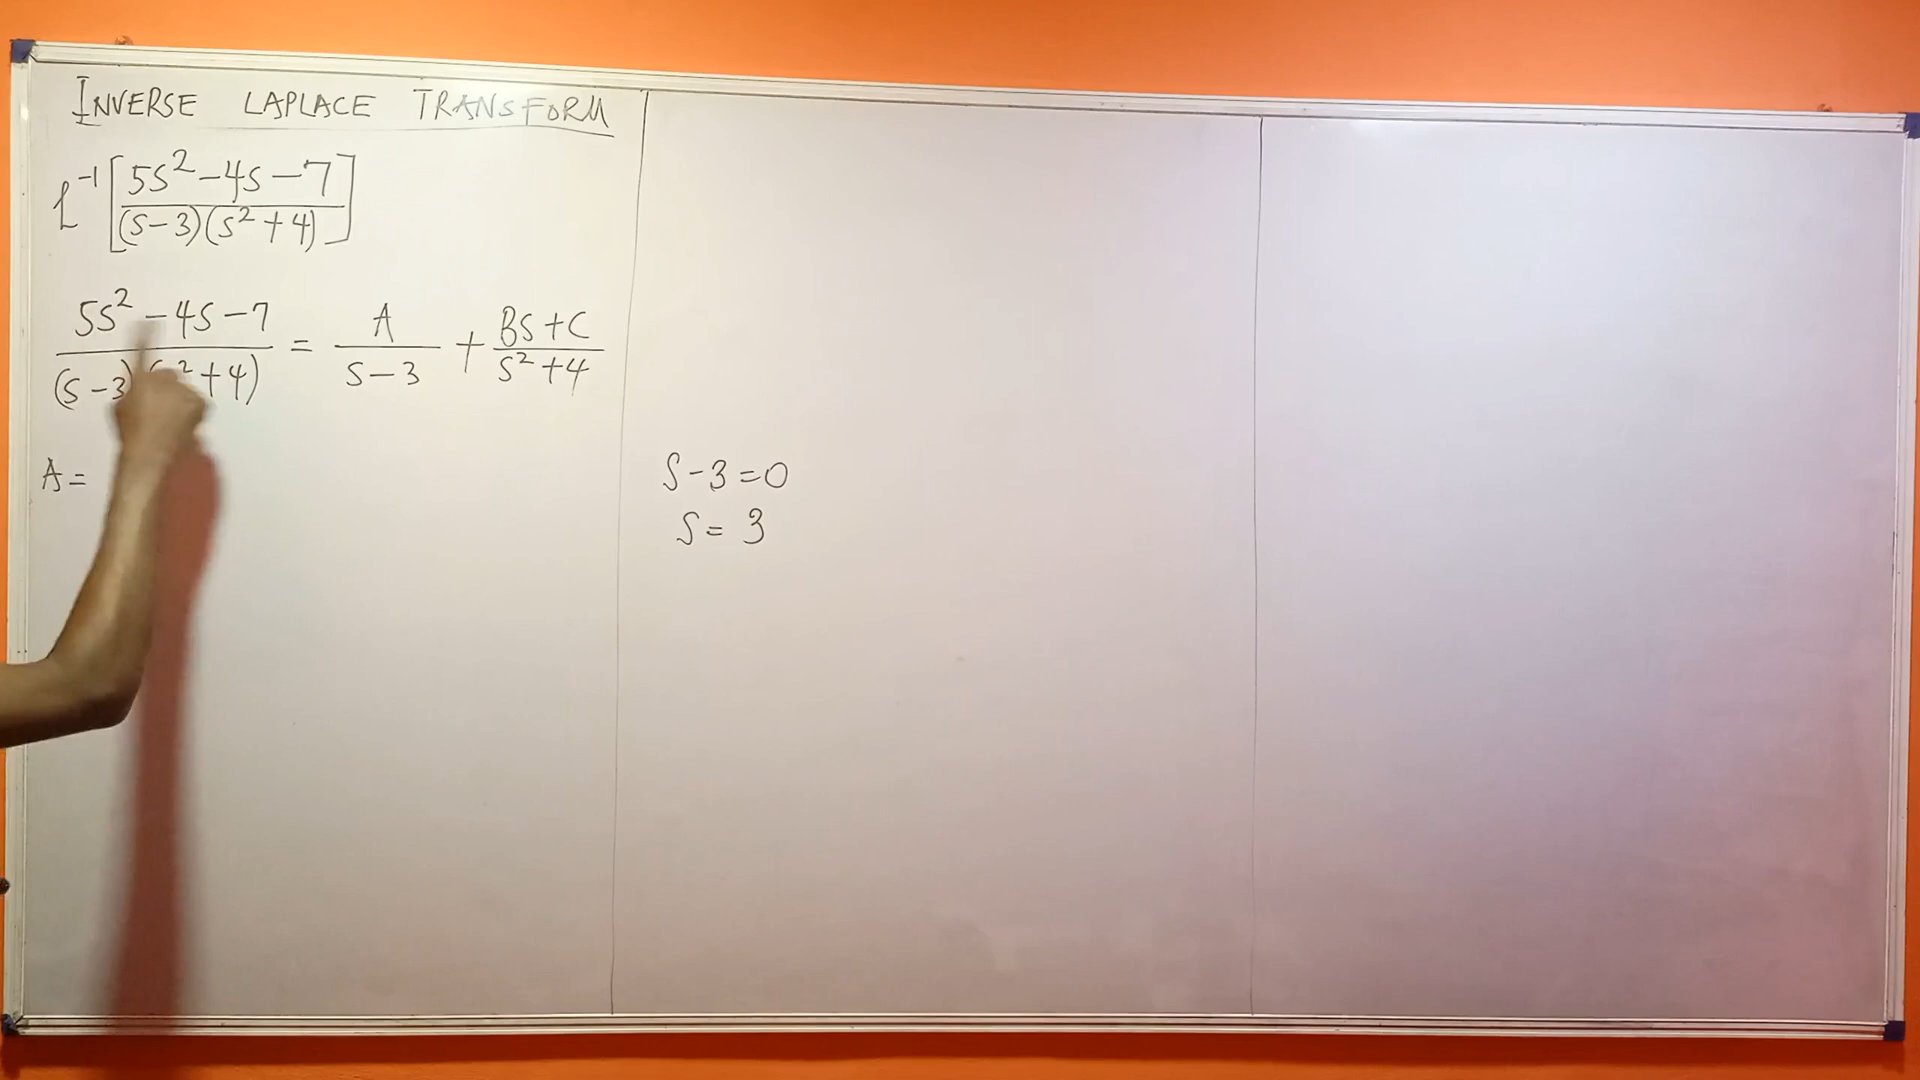 INVERSE LAPLACE TRANSFORM
L⁻¹[5s²-4s-7
(s-3)(s²+4)]
5s²-4s-7 = A + Bs+C
(s-3)(s²+4) s-3 s²+4
A =
s-3=0
s= 3